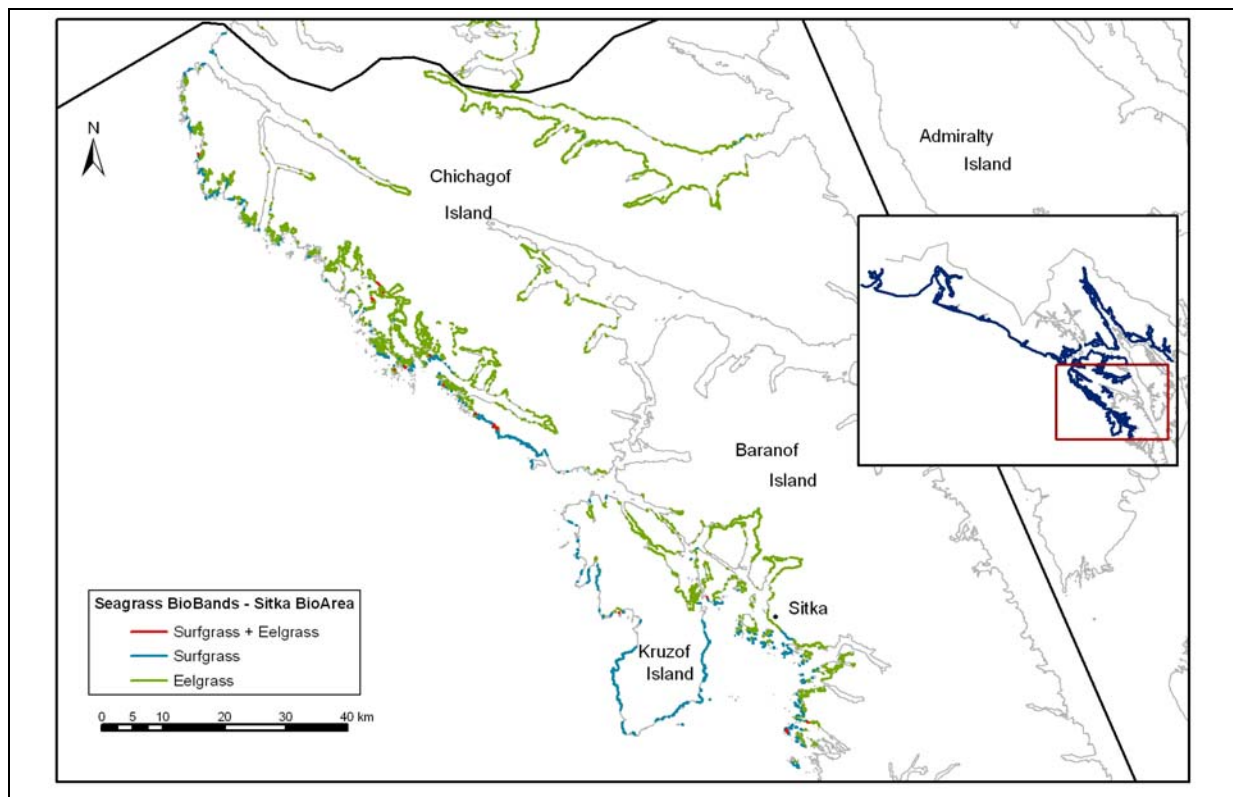 N
Admiralty
Island
Chichagof
Island
Baranof
Island
Sitka
Kruzof
Island
Seagrass BioBands - Sitka BioArea
Surfgrass + Eelgrass
Surfgrass
Eelgrass
0 5 10 20 30 40 km